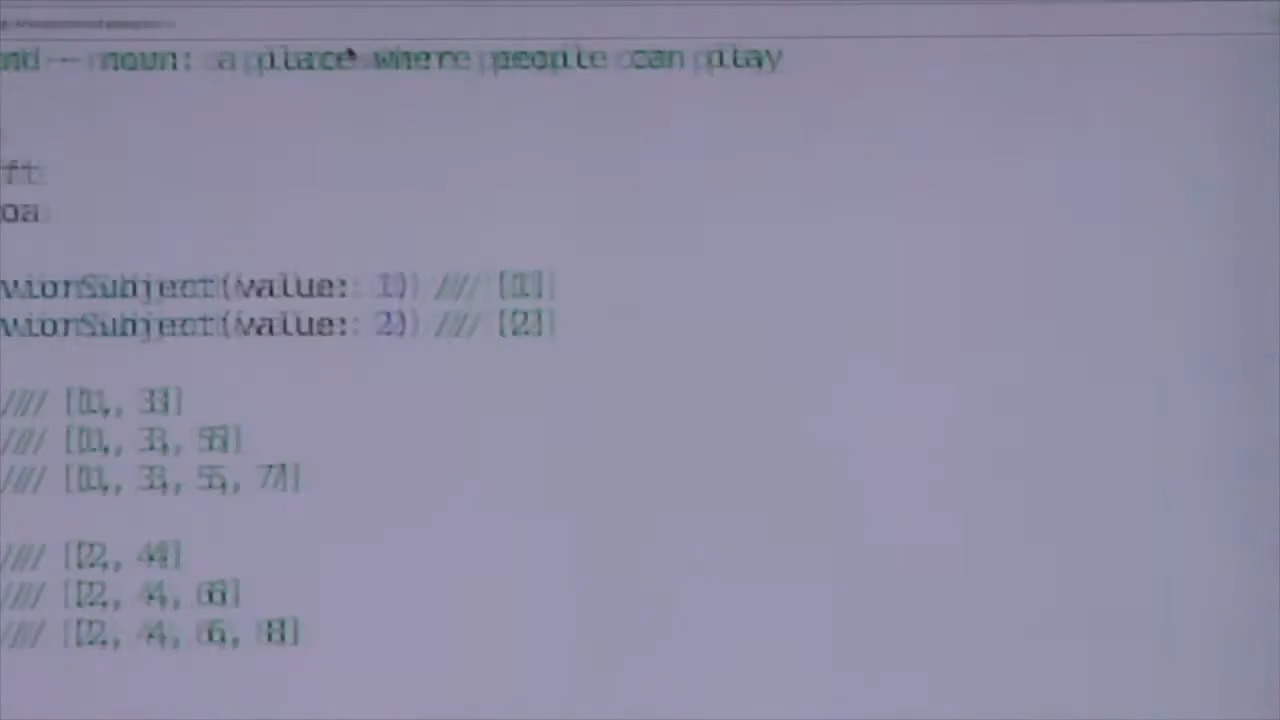 nd - noun: a place where people can play
ft
oa
viorSubject(value: 1) // [1]
viorSubject(value: 2) // [2]
// [1, 3]
// [1, 3, 5]
// [1, 3, 5, 7]
// [2, 4]
// [2, 4, 6]
// [2, 4, 6, 8]